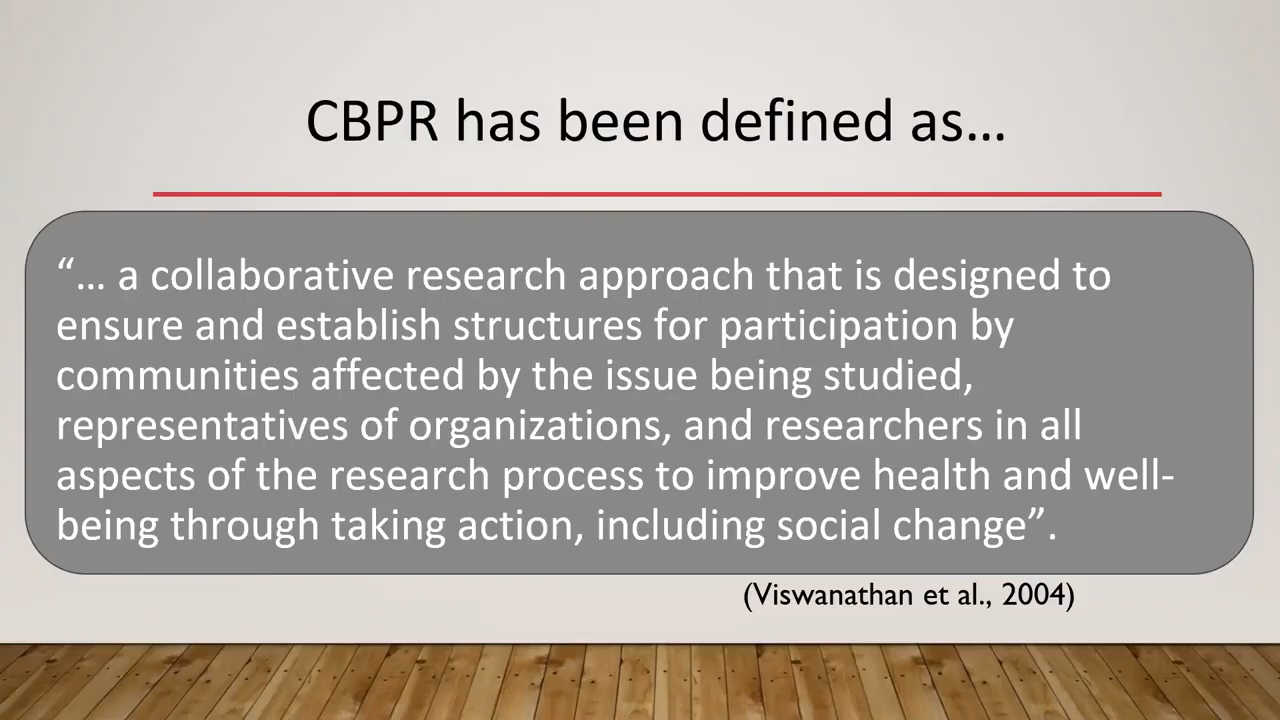 CBPR has been defined as…
“… a collaborative research approach that is designed to
ensure and establish structures for participation by
communities affected by the issue being studied,
representatives of organizations, and researchers in all
aspects of the research process to improve health and well-
being through taking action, including social change”.
(Viswanathan et al., 2004)